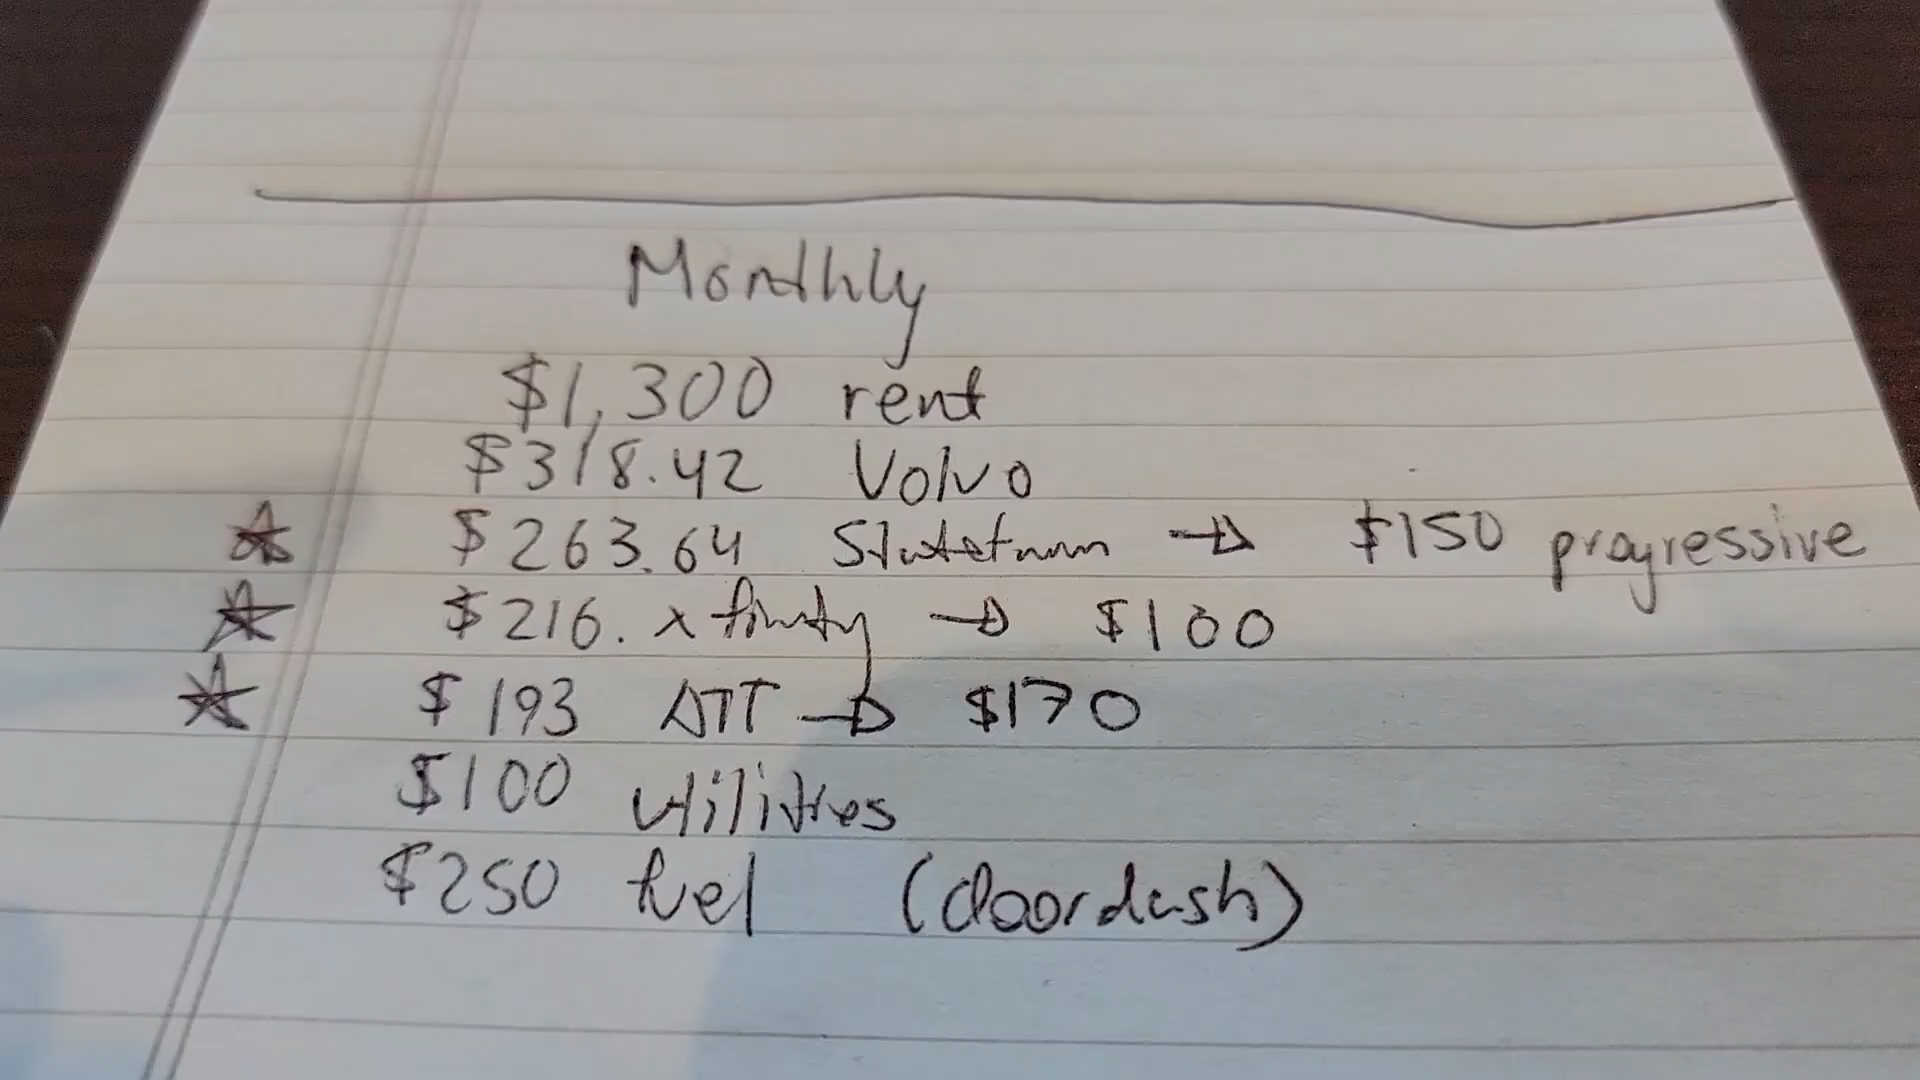 Monthly
$1,300 rent
$318.42 Volvo
☆ $263.64 Statefarm → $150 progressive
☆ $216. xfinity → $100
☆ $193 ATT → $170
$100 utilities
$250 fuel (doordash)